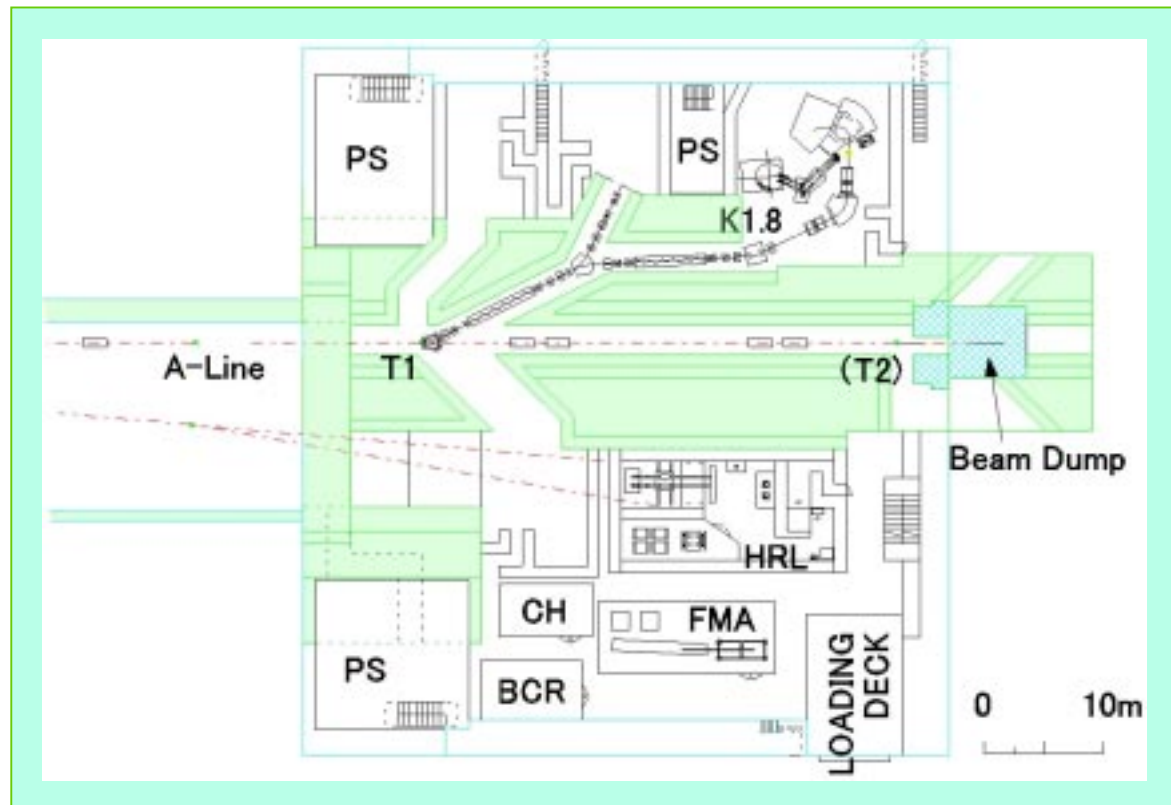 PS
PS
K1.8
A-Line
T1
(T2)
Beam Dump
HRL
CH
FMA
PS
BCR
LOADING
DECK
0 10m